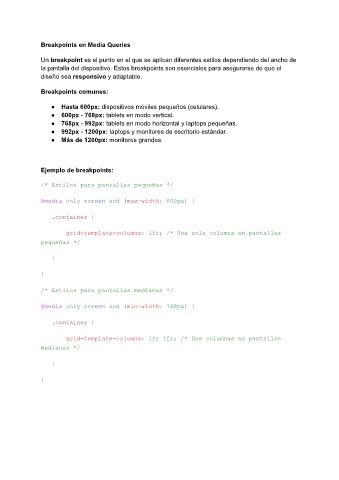 Breakpoints en Media Queries
Un breakpoint es el punto en el que se aplican diferentes estilos dependiendo del ancho de
la pantalla del dispositivo. Estos breakpoints son esenciales para asegurarse de que el
diseño sea responsivo y adaptable.
Breakpoints comunes:
● Hasta 600px: dispositivos móviles pequeños (celulares).
● 600px - 768px: tablets en modo vertical.
● 768px - 992px: tablets en modo horizontal y laptops pequeñas.
● 992px - 1200px: laptops y monitores de escritorio estándar.
● Más de 1200px: monitores grandes.
Ejemplo de breakpoints:
/* Estilos para pantallas pequeñas */
@media only screen and (max-width: 600px) {
.container {
grid-template-columns: 1fr; /* Una sola columna en pantallas
pequeñas */
}
}
/* Estilos para pantallas medianas */
@media only screen and (min-width: 768px) {
.container {
grid-template-columns: 1fr 1fr; /* Dos columnas en pantallas
medianas */
}
}